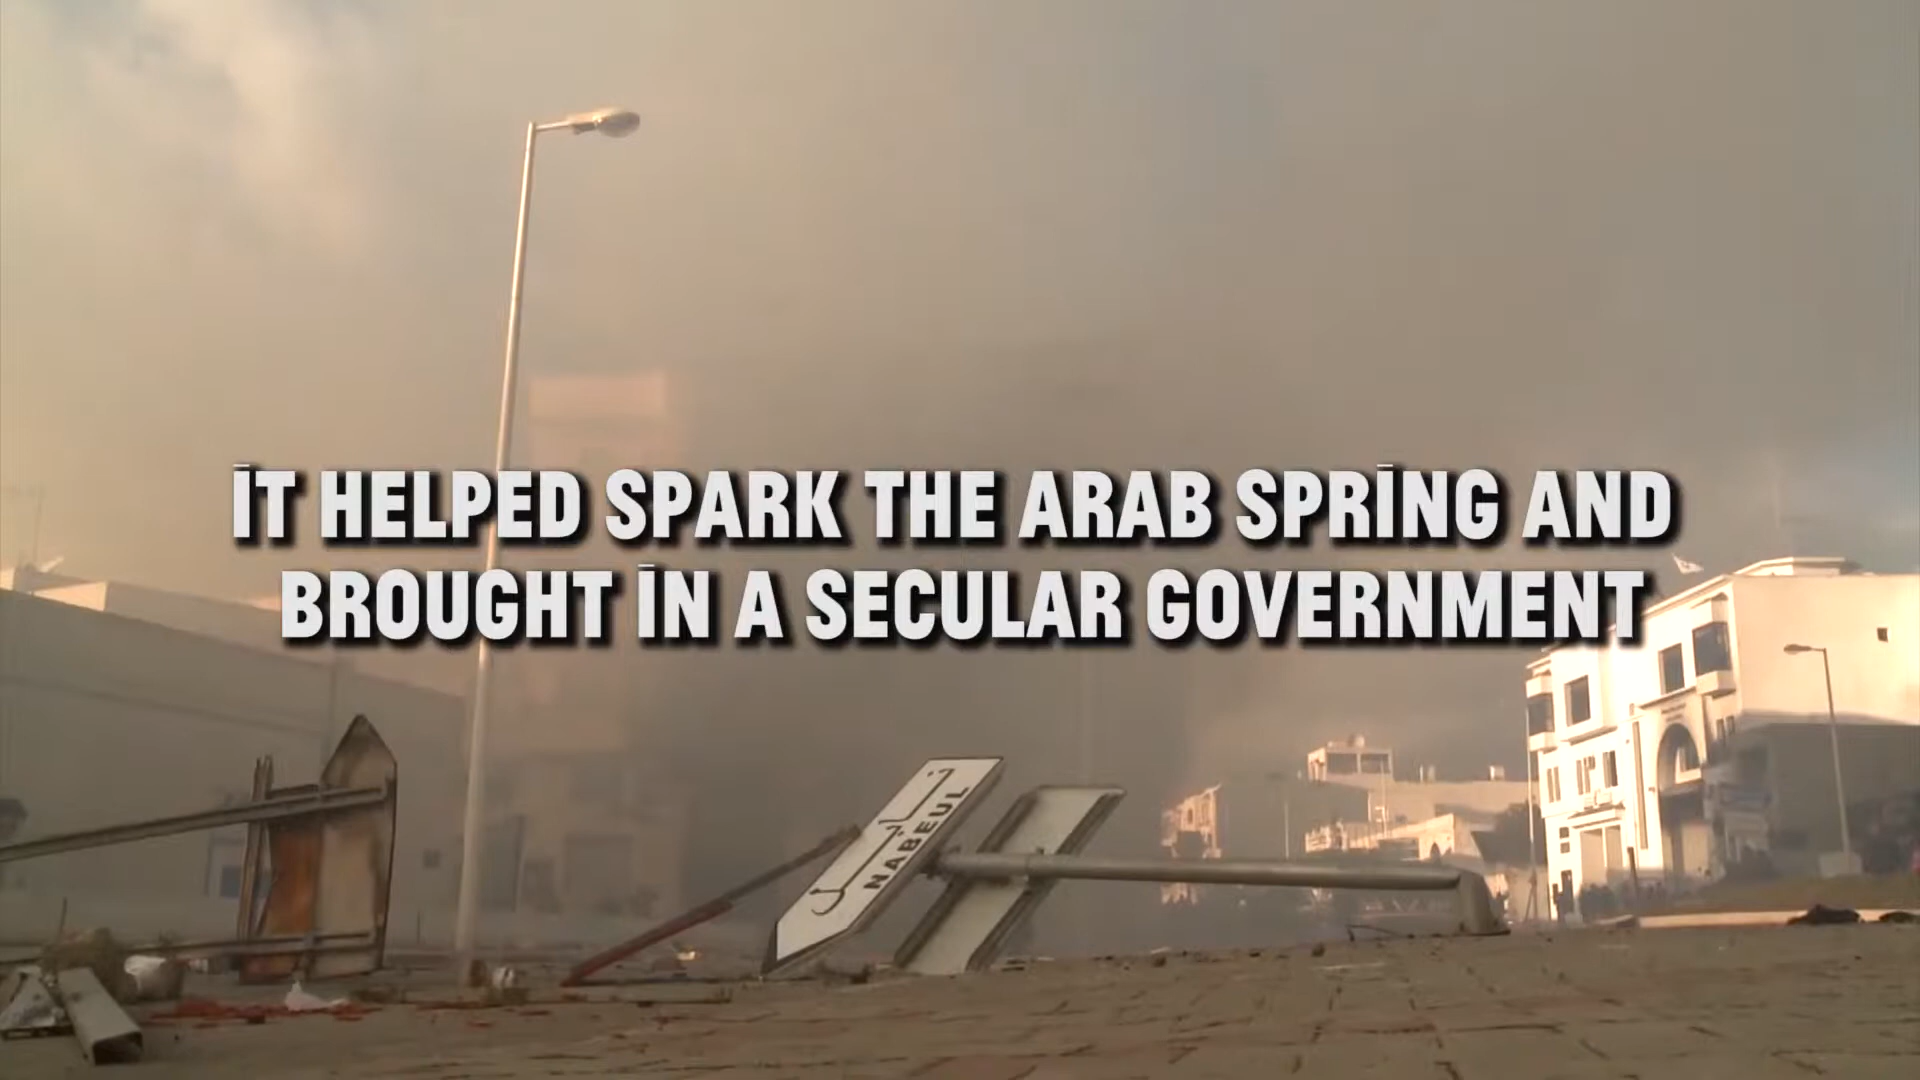 IT HELPED SPARK THE ARAB SPRING AND
BROUGHT IN A SECULAR GOVERNMENT
نابل
NABEUL